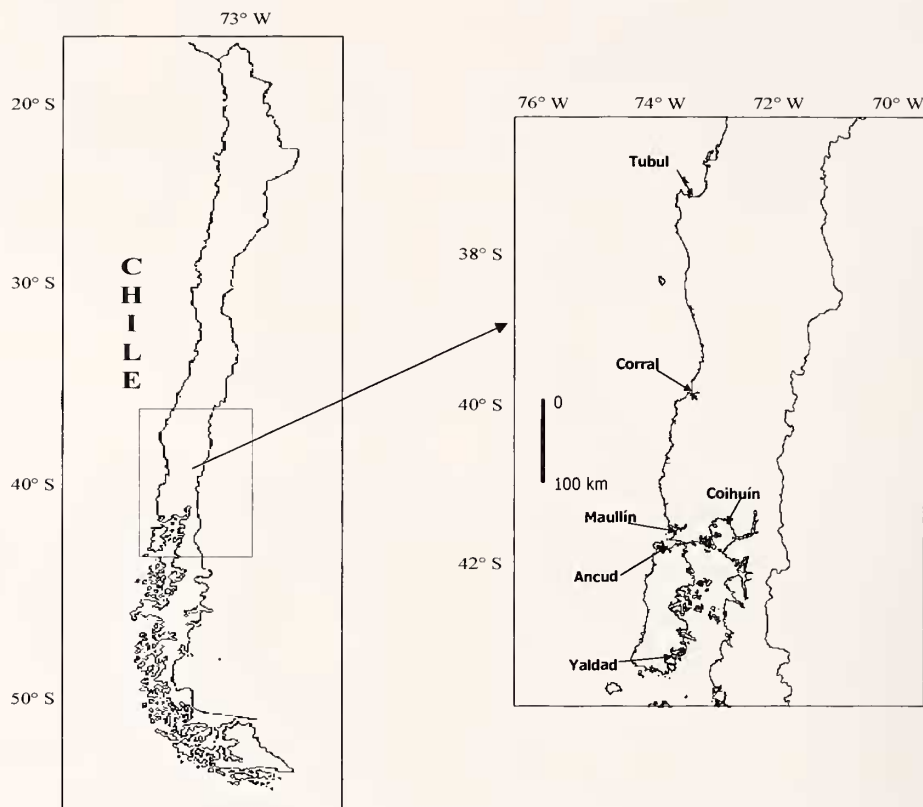 73° W
20° S
30° S
40° S
50° S
CHILE
76° W 74° W 72° W 70° W
38° S
40° S
42° S
Tubul
Corral
0
100 km
Coihuín
Maullín
Ancud
Yaldad